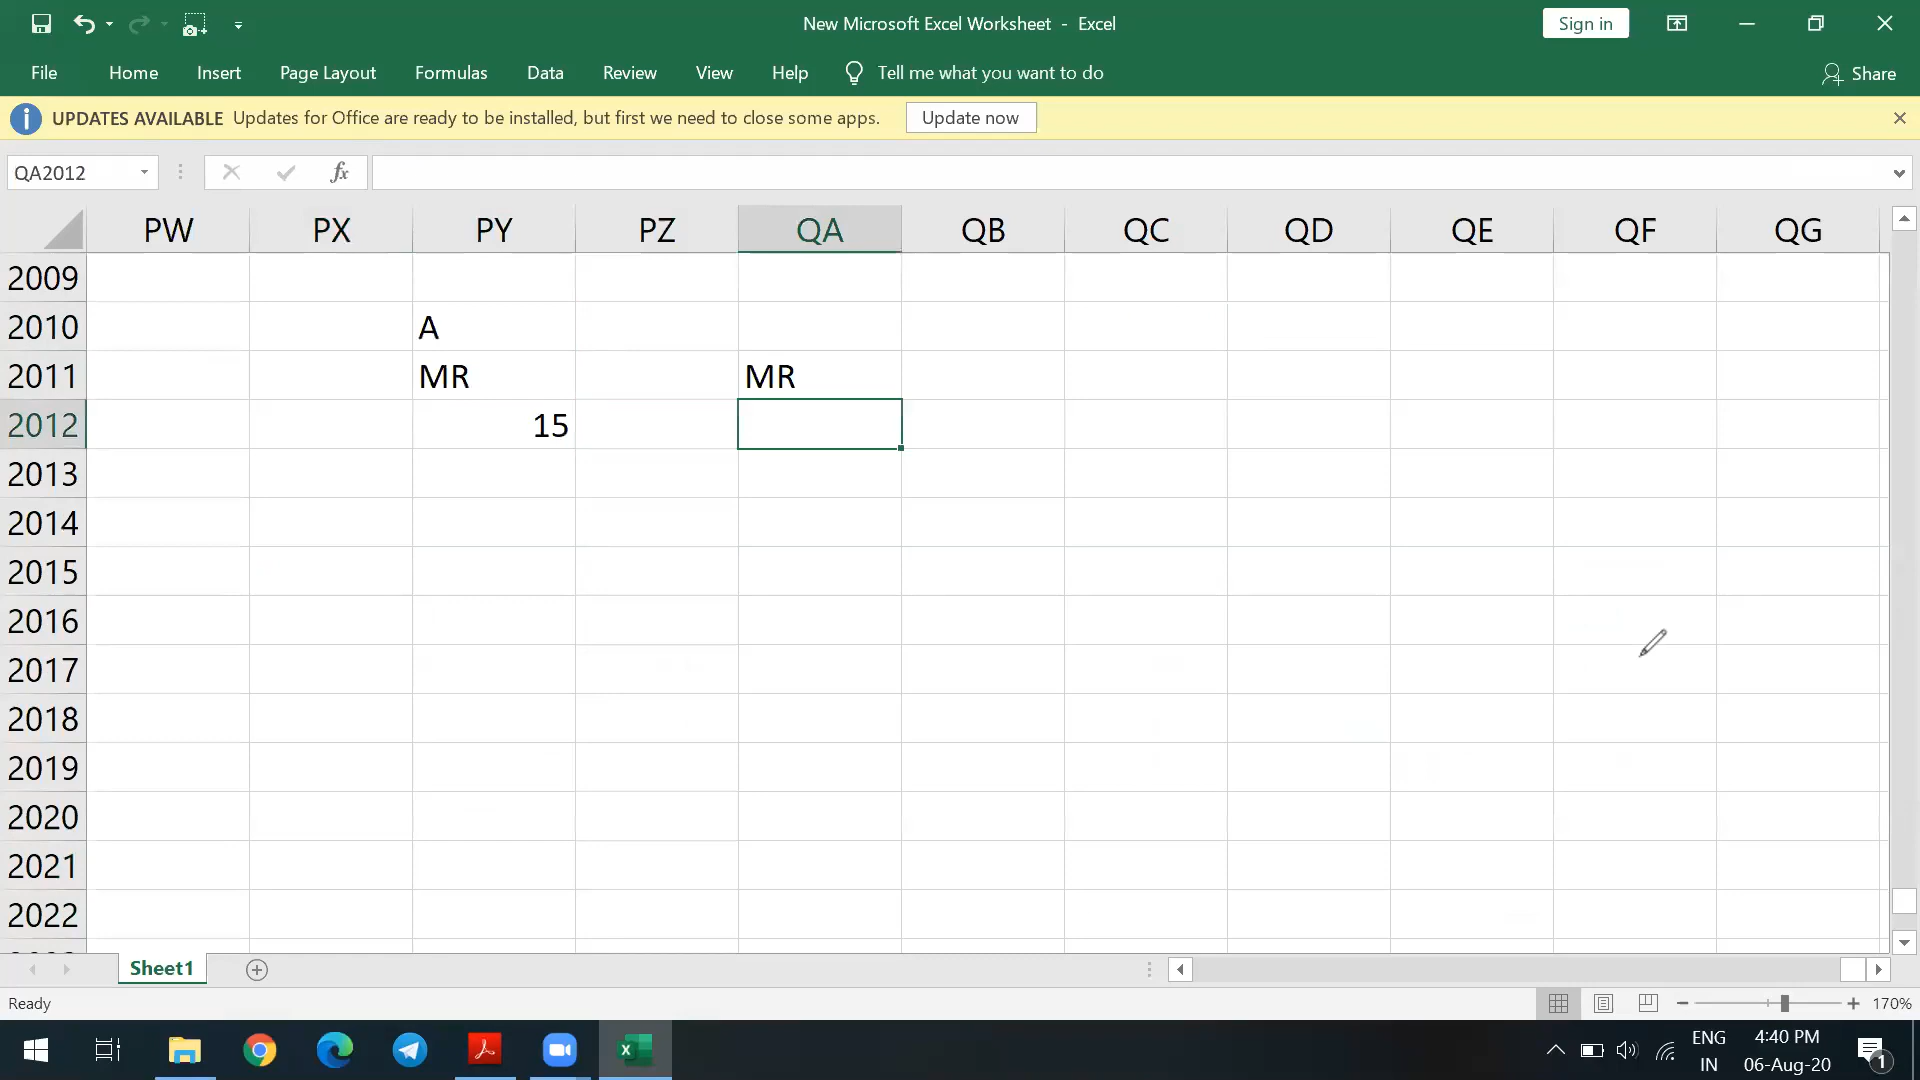 New Microsoft Excel Worksheet - Excel
Sign in
File Home Insert Page Layout Formulas Data Review View Help Tell me what you want to do
Share
UPDATES AVAILABLE Updates for Office are ready to be installed, but first we need to close some apps. Update now
QA2012 fx
PW PX PY PZ QA QB QC QD QE QF QG
2009
2010 A
2011 MR MR
2012 15
2013
2014
2015
2016
2017
2018
2019
2020
2021
2022
Sheet1
Ready
170%
ENG 4:40 PM
IN 06-Aug-20
1